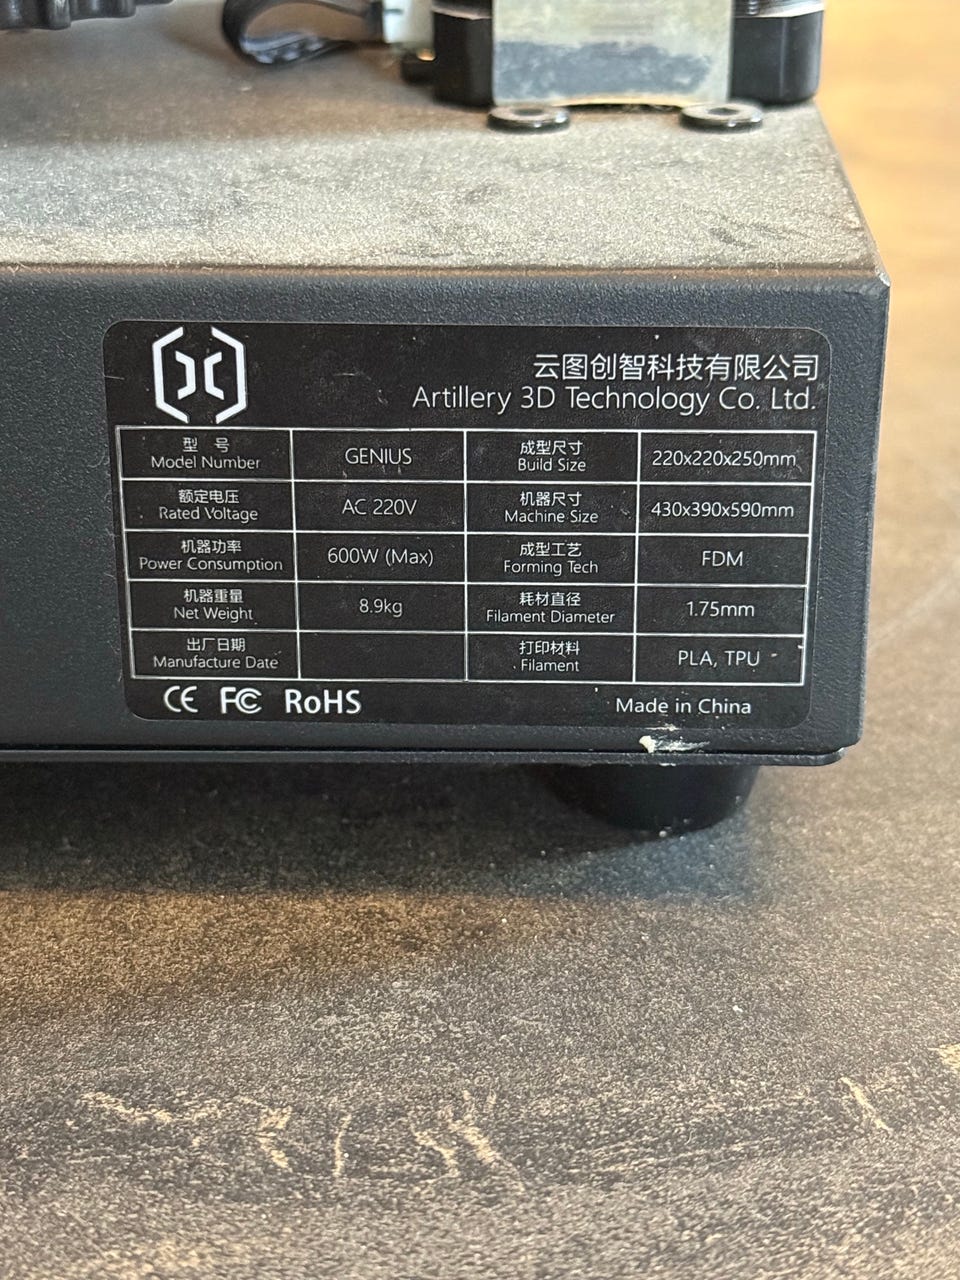 云图创智科技有限公司
Artillery 3D Technology Co. Ltd.
型 号
Model Number
GENIUS
成型尺寸
Build Size
220x220x250mm
额定电压
Rated Voltage
AC 220V
机器尺寸
Machine Size
430x390x590mm
机器功率
Power Consumption
600W (Max)
成型工艺
Forming Tech
FDM
机器重量
Net Weight
8.9kg
耗材直径
Filament Diameter
1.75mm
出厂日期
Manufacture Date
打印材料
Filament
PLA, TPU
CE FC RoHS
Made in China